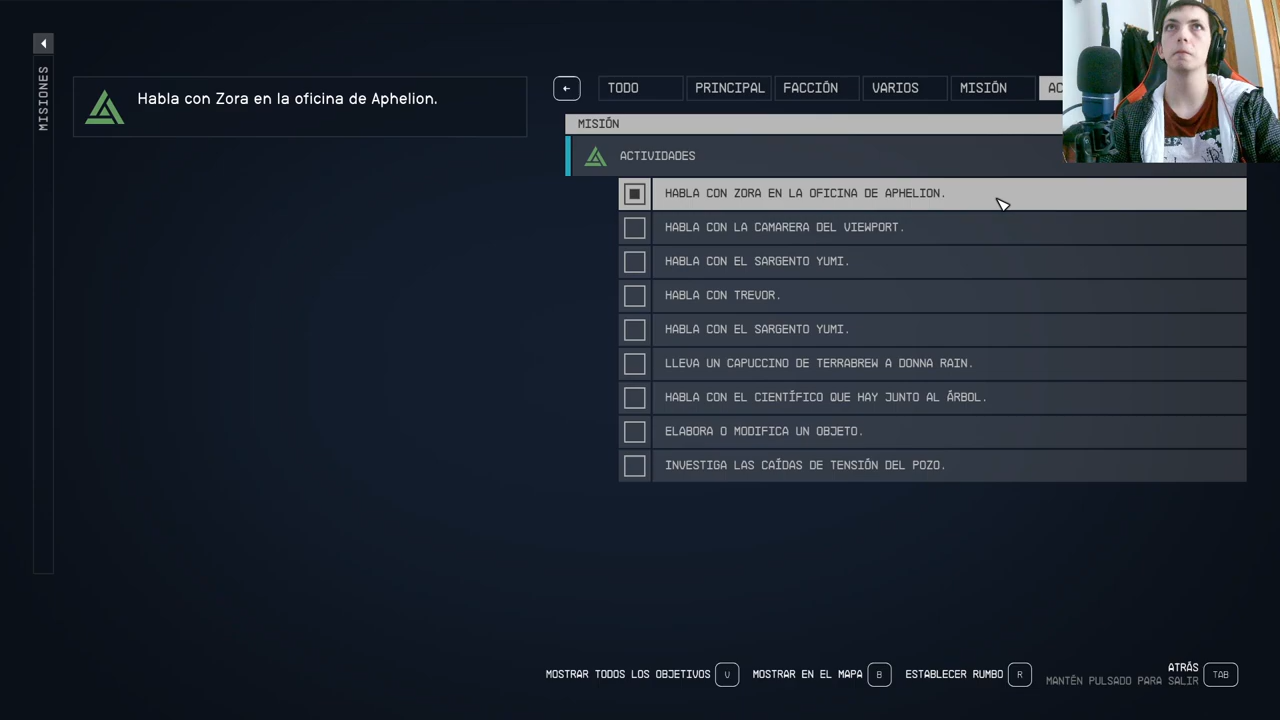 MISIONES
Habla con Zora en la oficina de Aphelion.
TODO
PRINCIPAL
FACCIÓN
VARIOS
MISIÓN
AC
MISIÓN
ACTIVIDADES
HABLA CON ZORA EN LA OFICINA DE APHELION.
HABLA CON LA CAMARERA DEL VIEWPORT.
HABLA CON EL SARGENTO YUMI.
HABLA CON TREVOR.
HABLA CON EL SARGENTO YUMI.
LLEVA UN CAPUCCINO DE TERRABREW A DONNA RAIN.
HABLA CON EL CIENTÍFICO QUE HAY JUNTO AL ÁRBOL.
ELABORA O MODIFICA UN OBJETO.
INVESTIGA LAS CAÍDAS DE TENSIÓN DEL POZO.
MOSTRAR TODOS LOS OBJETIVOS U
MOSTRAR EN EL MAPA B
ESTABLECER RUMBO R
ATRÁS
MANTÉN PULSADO PARA SALIR TAB